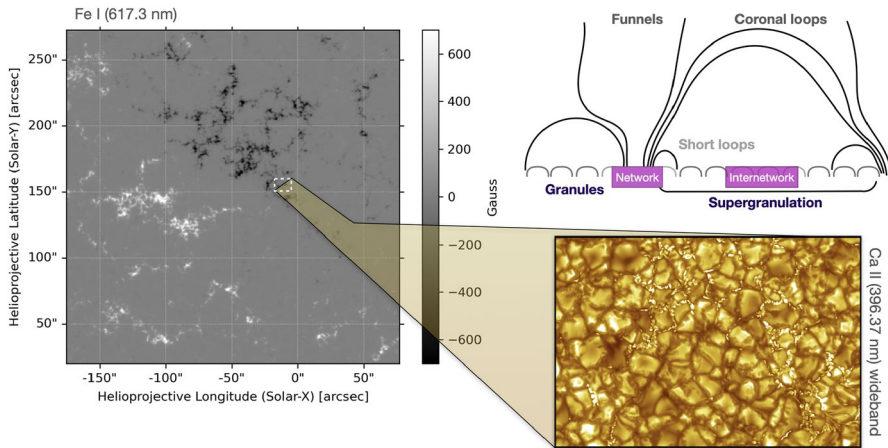 Fe I (617.3 nm)
Funnels
Coronal loops
Short loops
Network
Internetwork
Granules
Supergranulation
250"
200"
150"
100"
50"
-150"
-100"
-50"
0"
50"
Helioprojective Latitude (Solar-Y) [arcsec]
Helioprojective Longitude (Solar-X) [arcsec]
600
400
200
0
−200
−400
−600
Gauss
Ca II (396.37 nm) wideband